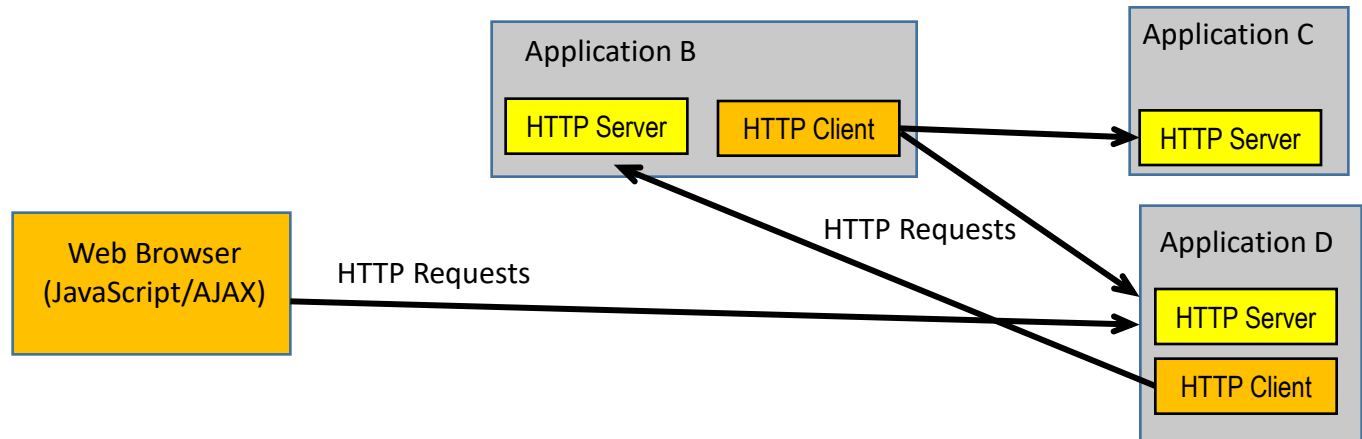 Application B
HTTP Server
HTTP Client
Application C
HTTP Server
Web Browser
(JavaScript/AJAX)
HTTP Requests
HTTP Requests
Application D
HTTP Server
HTTP Client